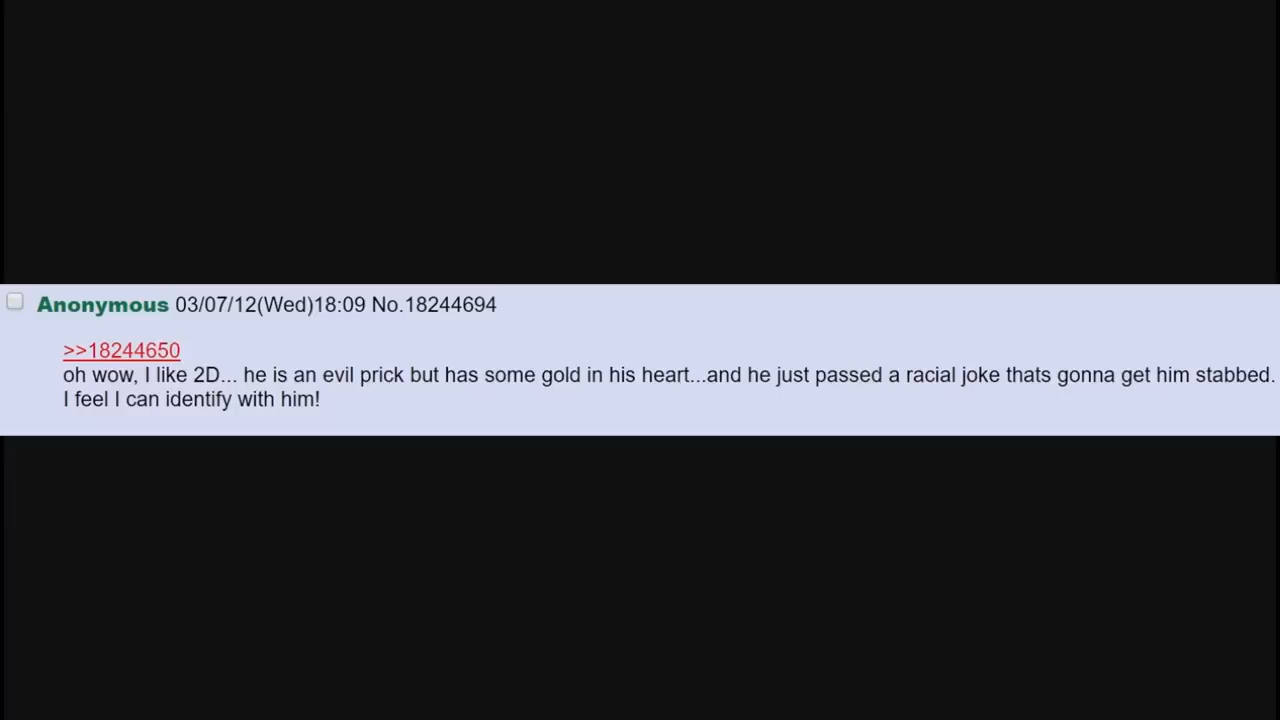 Anonymous 03/07/12(Wed)18:09 No.18244694
>>18244650
oh wow, I like 2D... he is an evil prick but has some gold in his heart...and he just passed a racial joke thats gonna get him stabbed.
I feel I can identify with him!